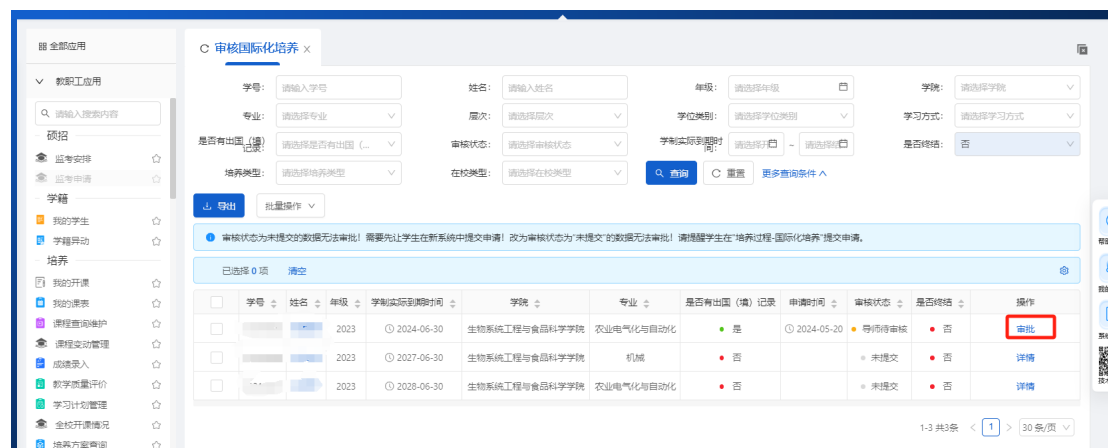 全部应用
审核国际化培养 ×
教职工应用
学号: 请输入学号 姓名: 请输入姓名 年级: 请选择年级 学院: 请选择学院
请输入搜索内容
专业: 请选择专业 层次: 请选择层次 学位类别: 请选择学位类别 学习方式: 请选择学习方式
硕招
是否有出国(境)记录: 请选择是否有出国(... 审核状态: 请选择审核状态 学制实际到期时间: 请选择开 ~ 请选择结 是否终结: 否
监考安排
培养类型: 请选择培养类型 在校类型: 请选择在校类型 查询 重置 更多查询条件
监考申请
学籍
导出 批量操作
我的学生
学籍异动
审核状态为未提交的数据无法审批!需要先让学生在新系统中提交申请!改为审核状态为"未提交"的数据无法审批!请提醒学生在"培养过程-国际化培养"提交申请。
培养
已选择 0 项 清空
我的开课
我的课表
学号 姓名 年级 学制实际到期时间 学院 专业 是否有出国(境)记录 申请时间 审核状态 是否终结 操作
课程查询维护
2023 2024-06-30 生物系统工程与食品科学学院 农业电气化与自动化 是 2024-05-20 导师待审核 否 审批
课程变动管理
2023 2027-06-30 生物系统工程与食品科学学院 机械 否 未提交 否 详情
成绩录入
教学质量评价
2023 2028-06-30 生物系统工程与食品科学学院 农业电气化与自动化 否 未提交 否 详情
学习计划管理
全校开课情况
1-3 共3条 < 1 > 30 条/页
培养方案查询